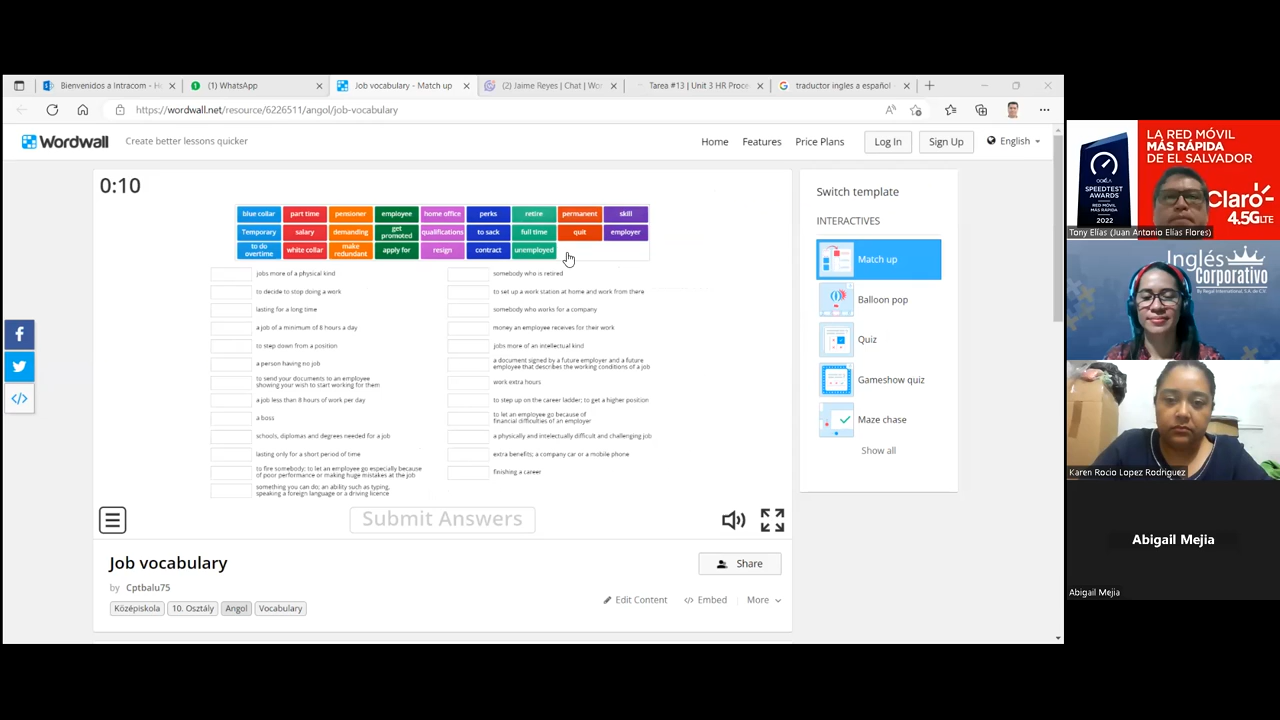 Bienvenidos a Intracom - H
(1) WhatsApp
Job vocabulary - Match up
(2) Jaime Reyes | Chat | Wo
Tarea #13 | Unit 3 HR Proce
traductor ingles a español
https://wordwall.net/resource/6226511/angol/job-vocabulary
Wordwall
Create better lessons quicker
Home
Features
Price Plans
Log In
Sign Up
English
0:10
blue collar
part time
pensioner
employee
home office
perks
retire
permanent
skill
Temporary
salary
demanding
get promoted
qualifications
to sack
full time
quit
employer
to do overtime
white collar
make redundant
apply for
resign
contract
unemployed
jobs more of a physical kind
to decide to stop doing a work
lasting for a long time
a job of a minimum of 8 hours a day
to step down from a position
a person having no job
to send your documents to an employee
showing your wish to start working for them
a job less than 8 hours of work per day
a boss
schools, diplomas and degrees needed for a job
lasting only for a short period of time
to fire somebody; to let an employee go especially because
of poor performance or making huge mistakes at the job
something you can do; an ability such as typing,
speaking a foreign language or a driving licence
somebody who is retired
to set up a work station at home and work from there
somebody who works for a company
money an employee receives for their work
jobs more of an intellectual kind
a document signed by a future employer and a future
employee that describes the working conditions of a job
work extra hours
to step up on the career ladder; to get a higher position
to let an employee go because of
financial difficulties of an employer
a physically and intectually difficult and challenging job
extra benefits; a company car or a mobile phone
finishing a career
Submit Answers
Job vocabulary
by Cptbalu75
Középiskola
10. Osztály
Angol
Vocabulary
Share
Edit Content
Embed
More
Switch template
INTERACTIVES
Match up
Balloon pop
Quiz
Gameshow quiz
Maze chase
Show all
OOKLA
SPEEDTEST
AWARDS
RED MÓVIL
MÁS RÁPIDA
2022
LA RED MÓVIL
MÁS RÁPIDA
DE EL SALVADOR
Claro
4.5GLTE
Tony Elías (Juan Antonio Elías Flores)
Inglés
Corporativo
Karen Rocio Lopez Rodriguez
Abigail Mejia
Abigail Mejia